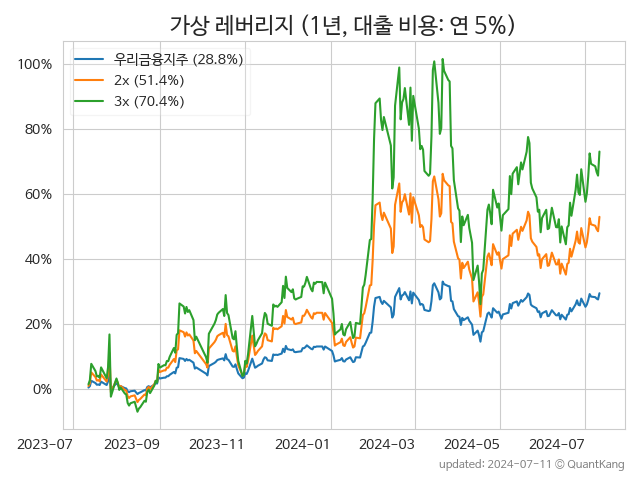 가상 레버리지 (1년, 대출 비용: 연 5%)
우리금융지주 (28.8%)
2x (51.4%)
3x (70.4%)
100%
80%
60%
40%
20%
0%
2023-07
2023-09
2023-11
2024-01
2024-03
2024-05
2024-07
updated: 2024-07-11 © QuantKang